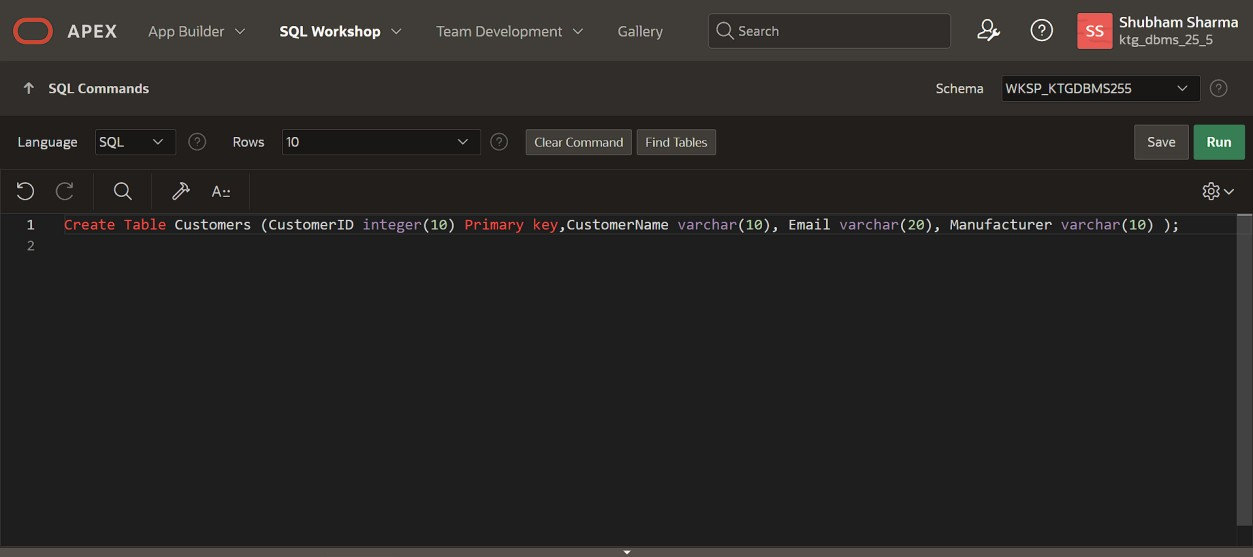 APEX App Builder SQL Workshop Team Development Gallery Search SS Shubham Sharma
ktg_dbms_25_5
SQL Commands Schema WKSP_KTGDBMS255
Language SQL Rows 10 Clear Command Find Tables Save Run
A::
1 Create Table Customers (CustomerID integer(10) Primary key,CustomerName varchar(10), Email varchar(20), Manufacturer varchar(10) );
2